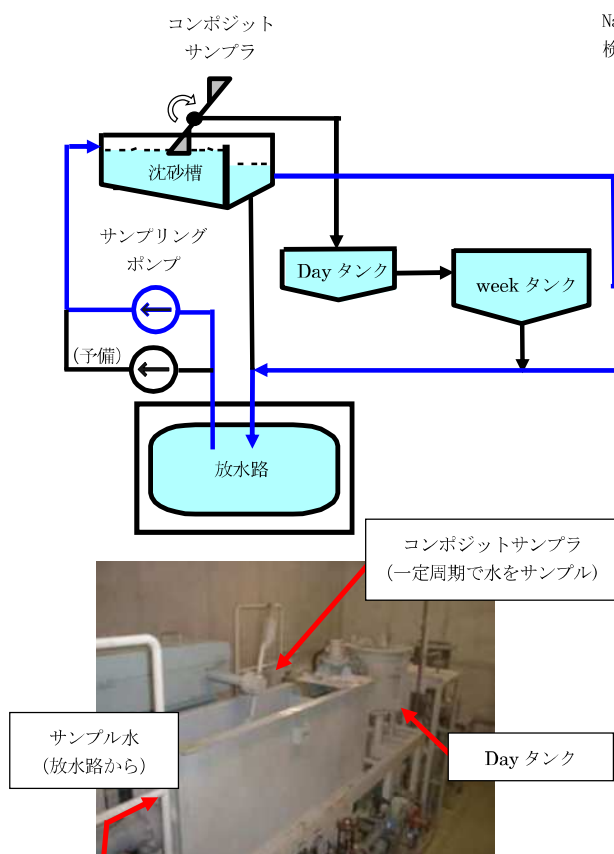 コンポジット
サンプラ
Na
検
沈砂槽
サンプリング
ポンプ
Day タンク
week タンク
(予備)
放水路
コンポジットサンプラ
(一定周期で水をサンプル)
サンプル水
(放水路から)
Day タンク